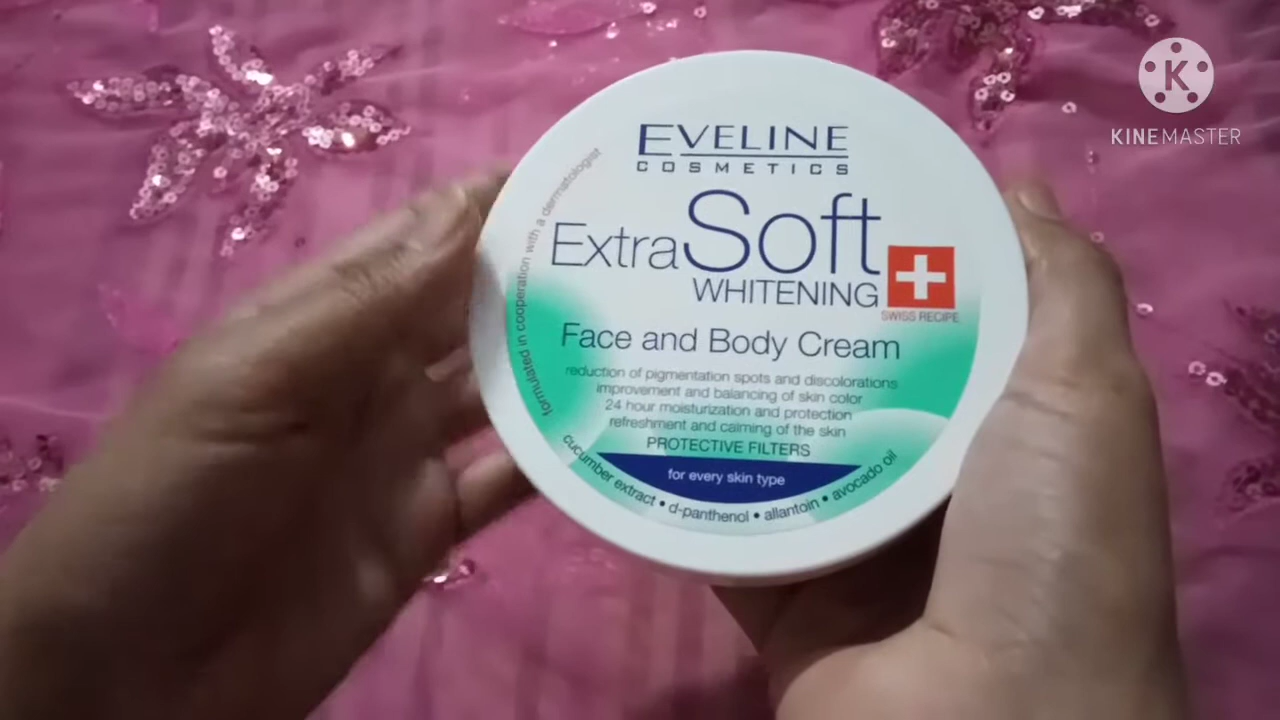 K
KINEMASTER
EVELINE
COSMETICS
formulated in cooperation with a dermatologist
Extra Soft
WHITENING
SWISS RECIPE
Face and Body Cream
reduction of pigmentation spots and discolorations
improvement and balancing of skin color
24 hour moisturization and protection
refreshment and calming of the skin
PROTECTIVE FILTERS
for every skin type
cucumber extract • d-panthenol • allantoin • avocado oil